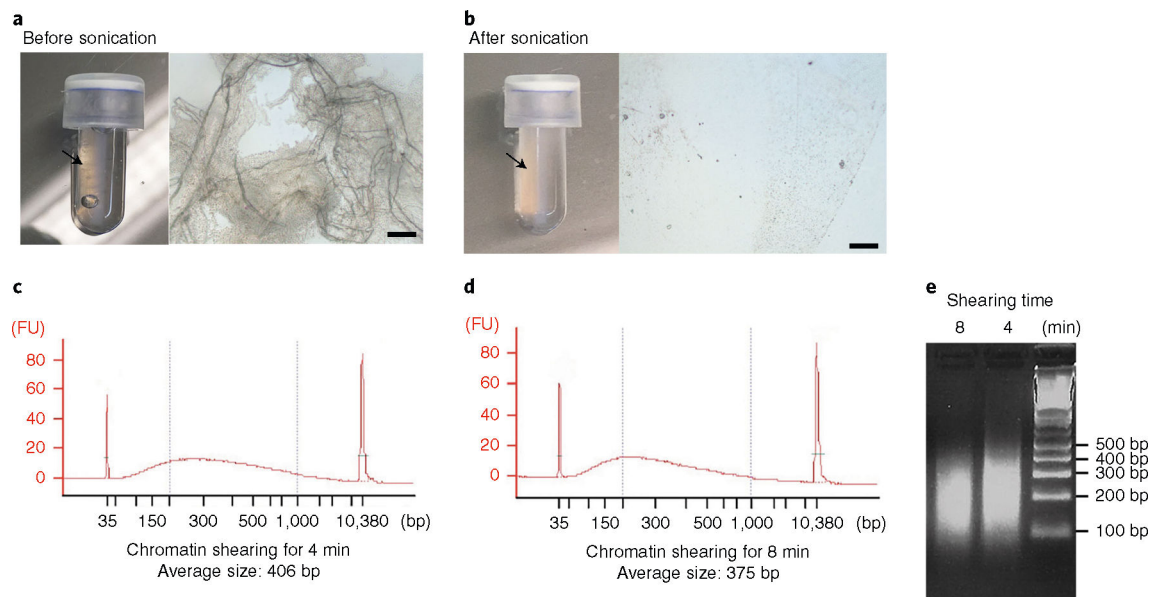 a
Before sonication
b
After sonication
c
(FU)
80
60
40
20
0
35 150 300 500 1,000 10,380 (bp)
Chromatin shearing for 4 min
Average size: 406 bp
d
(FU)
80
60
40
20
0
35 150 300 500 1,000 10,380 (bp)
Chromatin shearing for 8 min
Average size: 375 bp
e
Shearing time
8 4 (min)
500 bp
400 bp
300 bp
200 bp
100 bp